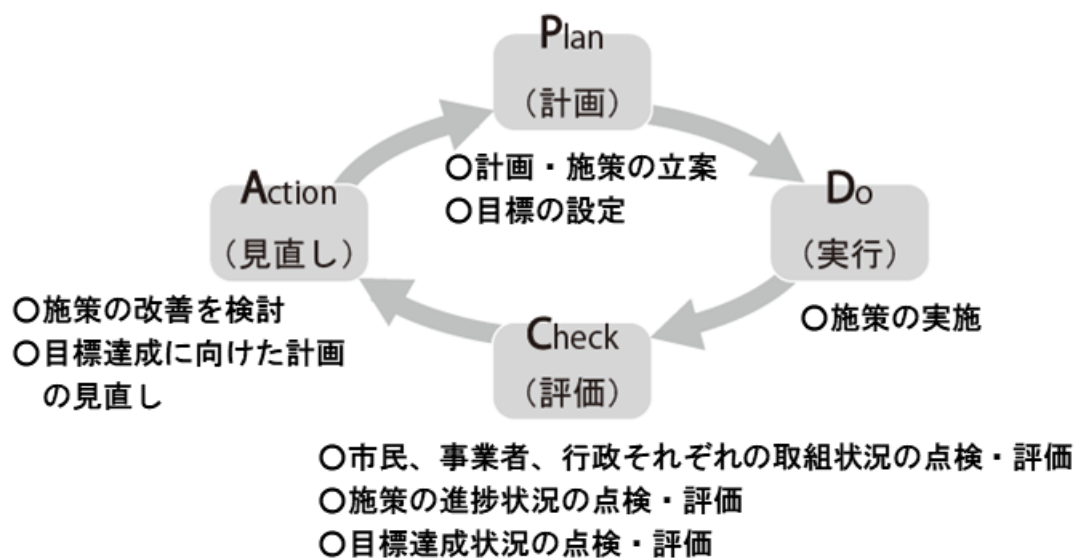 Plan
（計画）
○計画・施策の立案
○目標の設定
Do
（実行）
○施策の実施
Check
（評価）
○市民、事業者、行政それぞれの取組状況の点検・評価
○施策の進捗状況の点検・評価
○目標達成状況の点検・評価
Action
（見直し）
○施策の改善を検討
○目標達成に向けた計画
の見直し